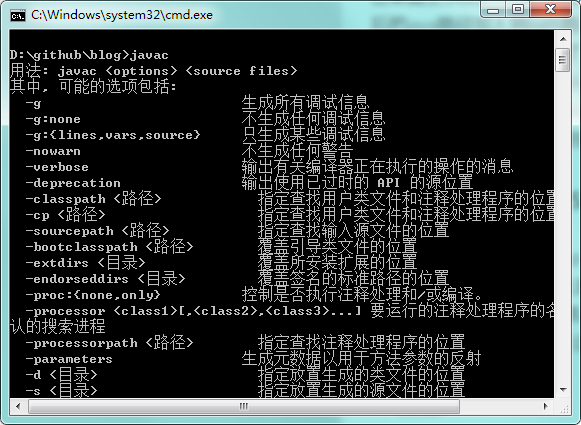 C:\Windows\system32\cmd.exe
D:\github\blog>javac
用法: javac <options> <source files>
其中, 可能的选项包括:
-g 生成所有调试信息
-g:none 不生成任何调试信息
-g:{lines,vars,source} 只生成某些调试信息
-nowarn 不生成任何警告
-verbose 输出有关编译器正在执行的操作的消息
-deprecation 输出使用已过时的 API 的源位置
-classpath <路径> 指定查找用户类文件和注释处理程序的位置
-cp <路径> 指定查找用户类文件和注释处理程序的位置
-sourcepath <路径> 指定查找输入源文件的位置
-bootclasspath <路径> 覆盖引导类文件的位置
-extdirs <目录> 覆盖所安装扩展的位置
-endorseddirs <目录> 覆盖签名的标准路径的位置
-proc:{none,only} 控制是否执行注释处理和/或编译。
-processor <class1>[,<class2>,<class3>...] 要运行的注释处理程序的名
认的搜索进程
-processorpath <路径> 指定查找注释处理程序的位置
-parameters 生成元数据以用于方法参数的反射
-d <目录> 指定放置生成的类文件的位置
-s <目录> 指定放置生成的源文件的位置